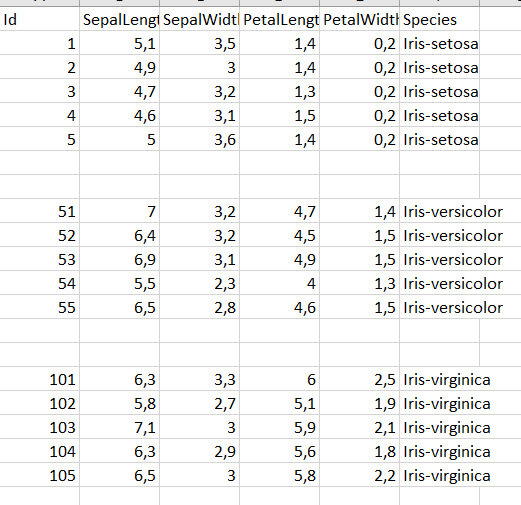 Id SepalLengt SepalWidtl PetalLengt PetalWidth Species
1 5,1 3,5 1,4 0,2 Iris-setosa
2 4,9 3 1,4 0,2 Iris-setosa
3 4,7 3,2 1,3 0,2 Iris-setosa
4 4,6 3,1 1,5 0,2 Iris-setosa
5 5 3,6 1,4 0,2 Iris-setosa
51 7 3,2 4,7 1,4 Iris-versicolor
52 6,4 3,2 4,5 1,5 Iris-versicolor
53 6,9 3,1 4,9 1,5 Iris-versicolor
54 5,5 2,3 4 1,3 Iris-versicolor
55 6,5 2,8 4,6 1,5 Iris-versicolor
101 6,3 3,3 6 2,5 Iris-virginica
102 5,8 2,7 5,1 1,9 Iris-virginica
103 7,1 3 5,9 2,1 Iris-virginica
104 6,3 2,9 5,6 1,8 Iris-virginica
105 6,5 3 5,8 2,2 Iris-virginica